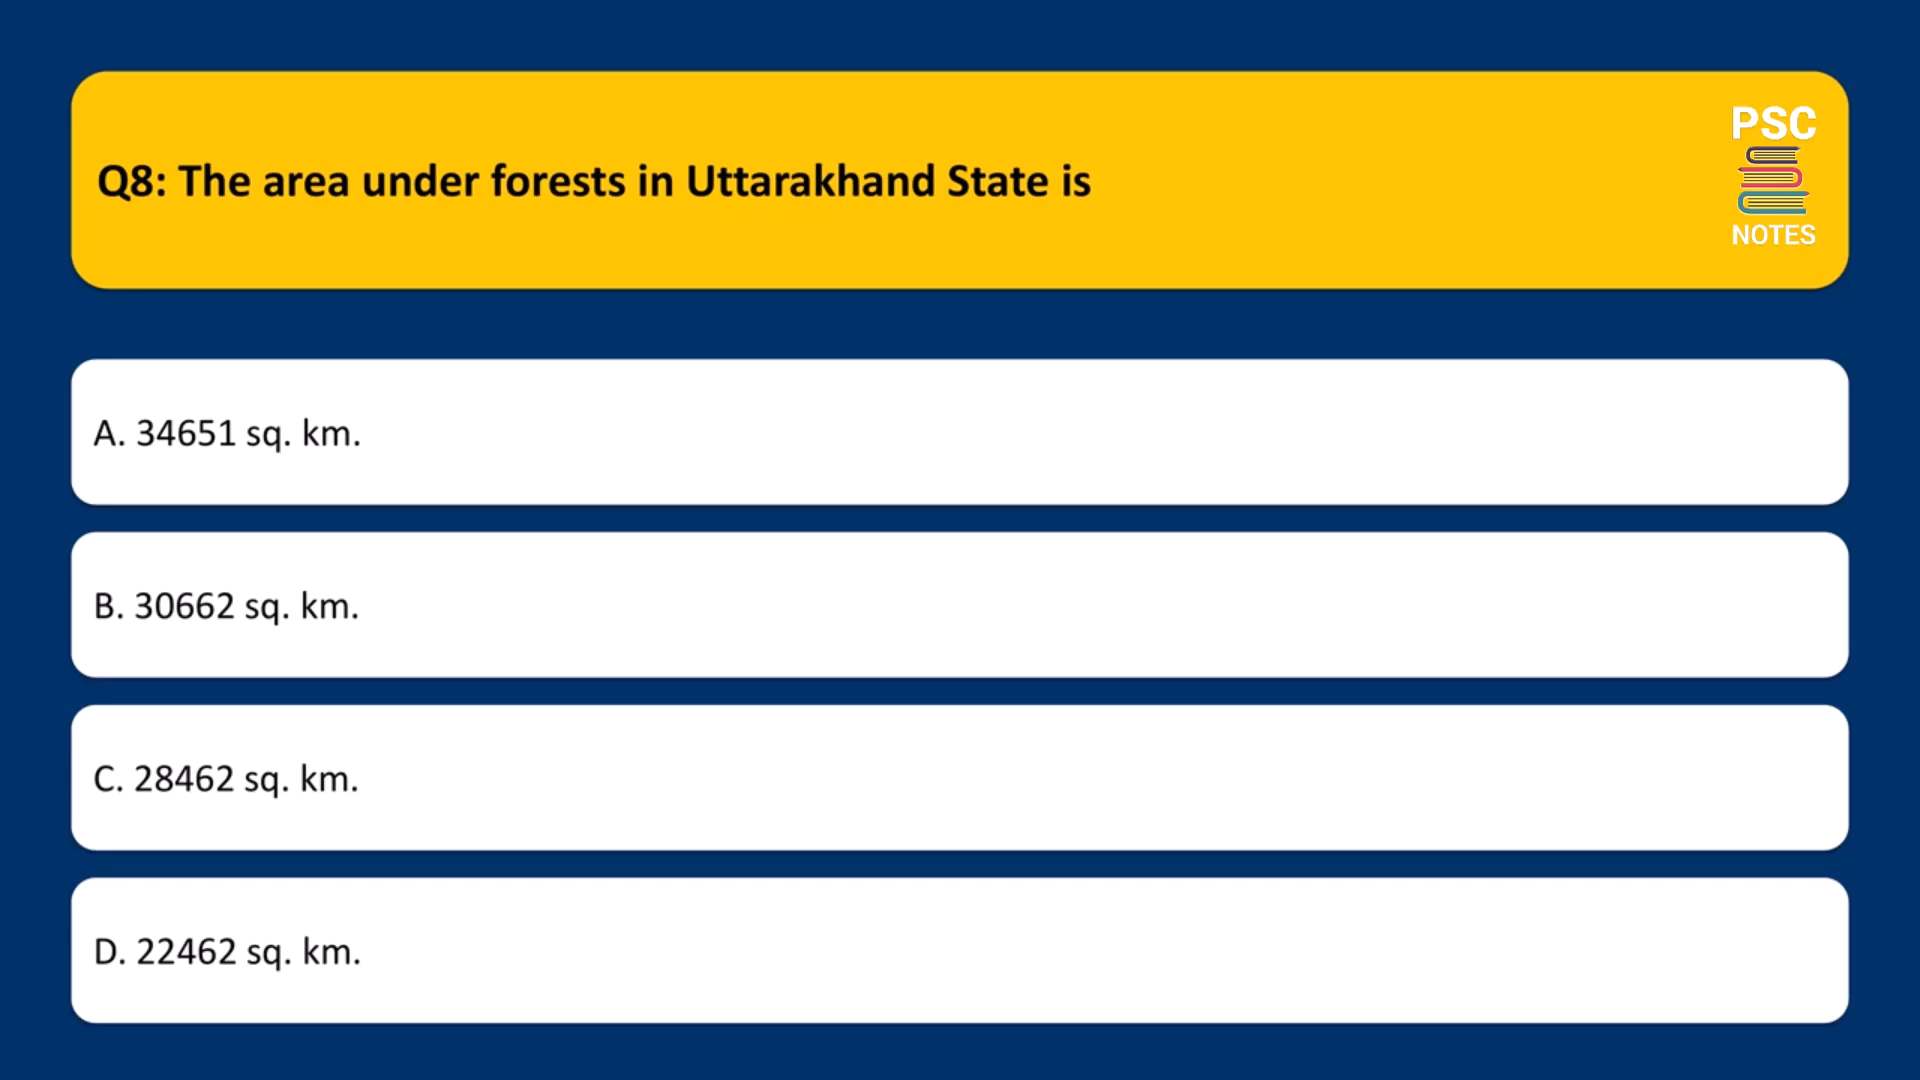 PSC
NOTES
Q8: The area under forests in Uttarakhand State is
A. 34651 sq. km.
B. 30662 sq. km.
C. 28462 sq. km.
D. 22462 sq. km.